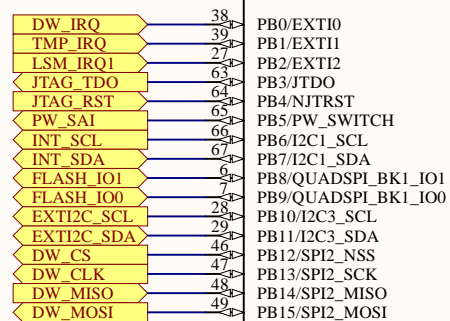 DW_IRQ 38 PB0/EXTI0
TMP_IRQ 39 PB1/EXTI1
LSM_IRQ1 27 PB2/EXTI2
JTAG_TDO 63 PB3/JTDO
JTAG_RST 64 PB4/NJTRST
PW_SAI 65 PB5/PW_SWITCH
INT_SCL 66 PB6/I2C1_SCL
INT_SDA 67 PB7/I2C1_SDA
FLASH_IO1 6 PB8/QUADSPI_BK1_IO1
FLASH_IO0 7 PB9/QUADSPI_BK1_IO0
EXTI2C_SCL 28 PB10/I2C3_SCL
EXTI2C_SDA 29 PB11/I2C3_SDA
DW_CS 46 PB12/SPI2_NSS
DW_CLK 47 PB13/SPI2_SCK
DW_MISO 48 PB14/SPI2_MISO
DW_MOSI 49 PB15/SPI2_MOSI